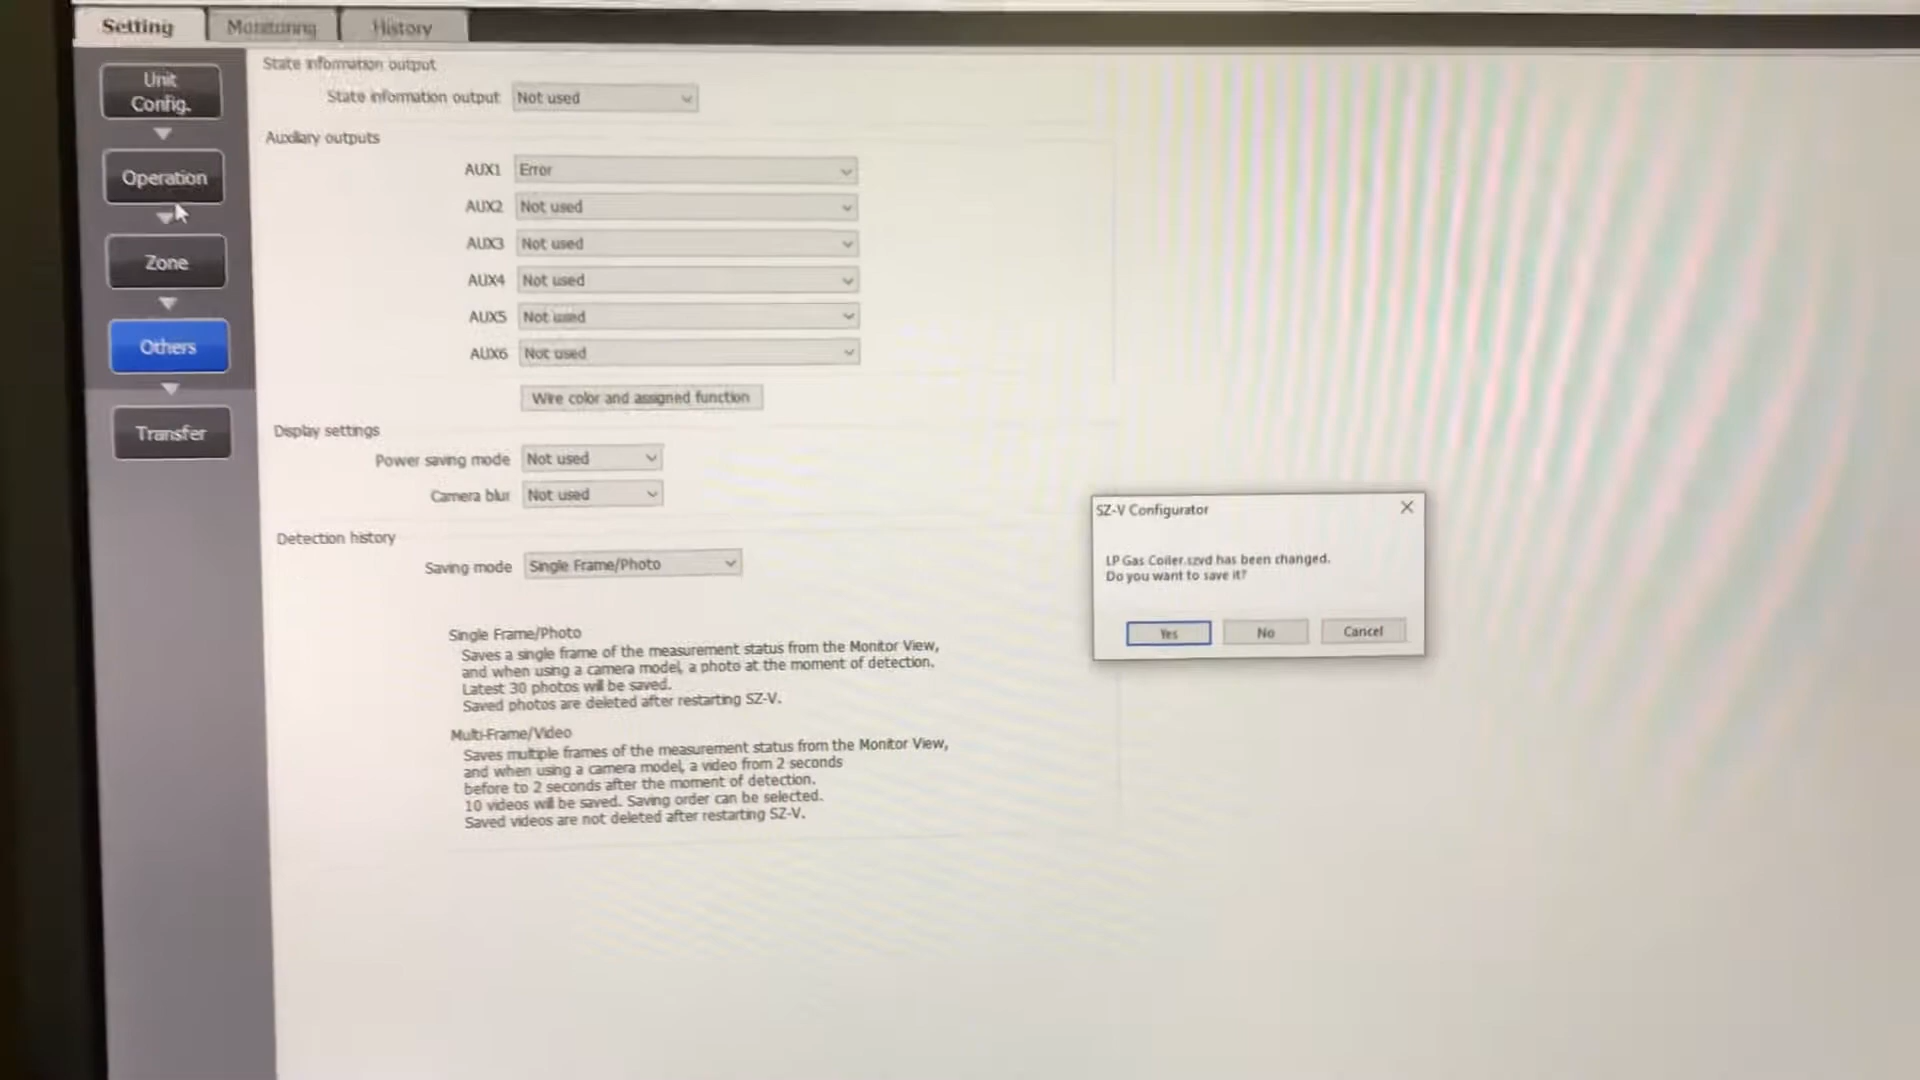 Setting
Monitoring
History
Unit
Config.
Operation
Zone
Others
Transfer
State information output
State information output Not used
Auxiliary outputs
AUX1 Error
AUX2 Not used
AUX3 Not used
AUX4 Not used
AUX5 Not used
AUX6 Not used
Wire color and assigned function
Display settings
Power saving mode Not used
Camera blur Not used
Detection history
Saving mode Single Frame/Photo
Single Frame/Photo
Saves a single frame of the measurement status from the Monitor View,
and when using a camera model, a photo at the moment of detection.
Latest 30 photos will be saved.
Saved photos are deleted after restarting SZ-V.
Multi-Frame/Video
Saves multiple frames of the measurement status from the Monitor View,
and when using a camera model, a video from 2 seconds
before to 2 seconds after the moment of detection.
10 videos will be saved. Saving order can be selected.
Saved videos are not deleted after restarting SZ-V.
SZ-V Configurator
LP Gas Coiler.szvd has been changed.
Do you want to save it?
Yes
No
Cancel